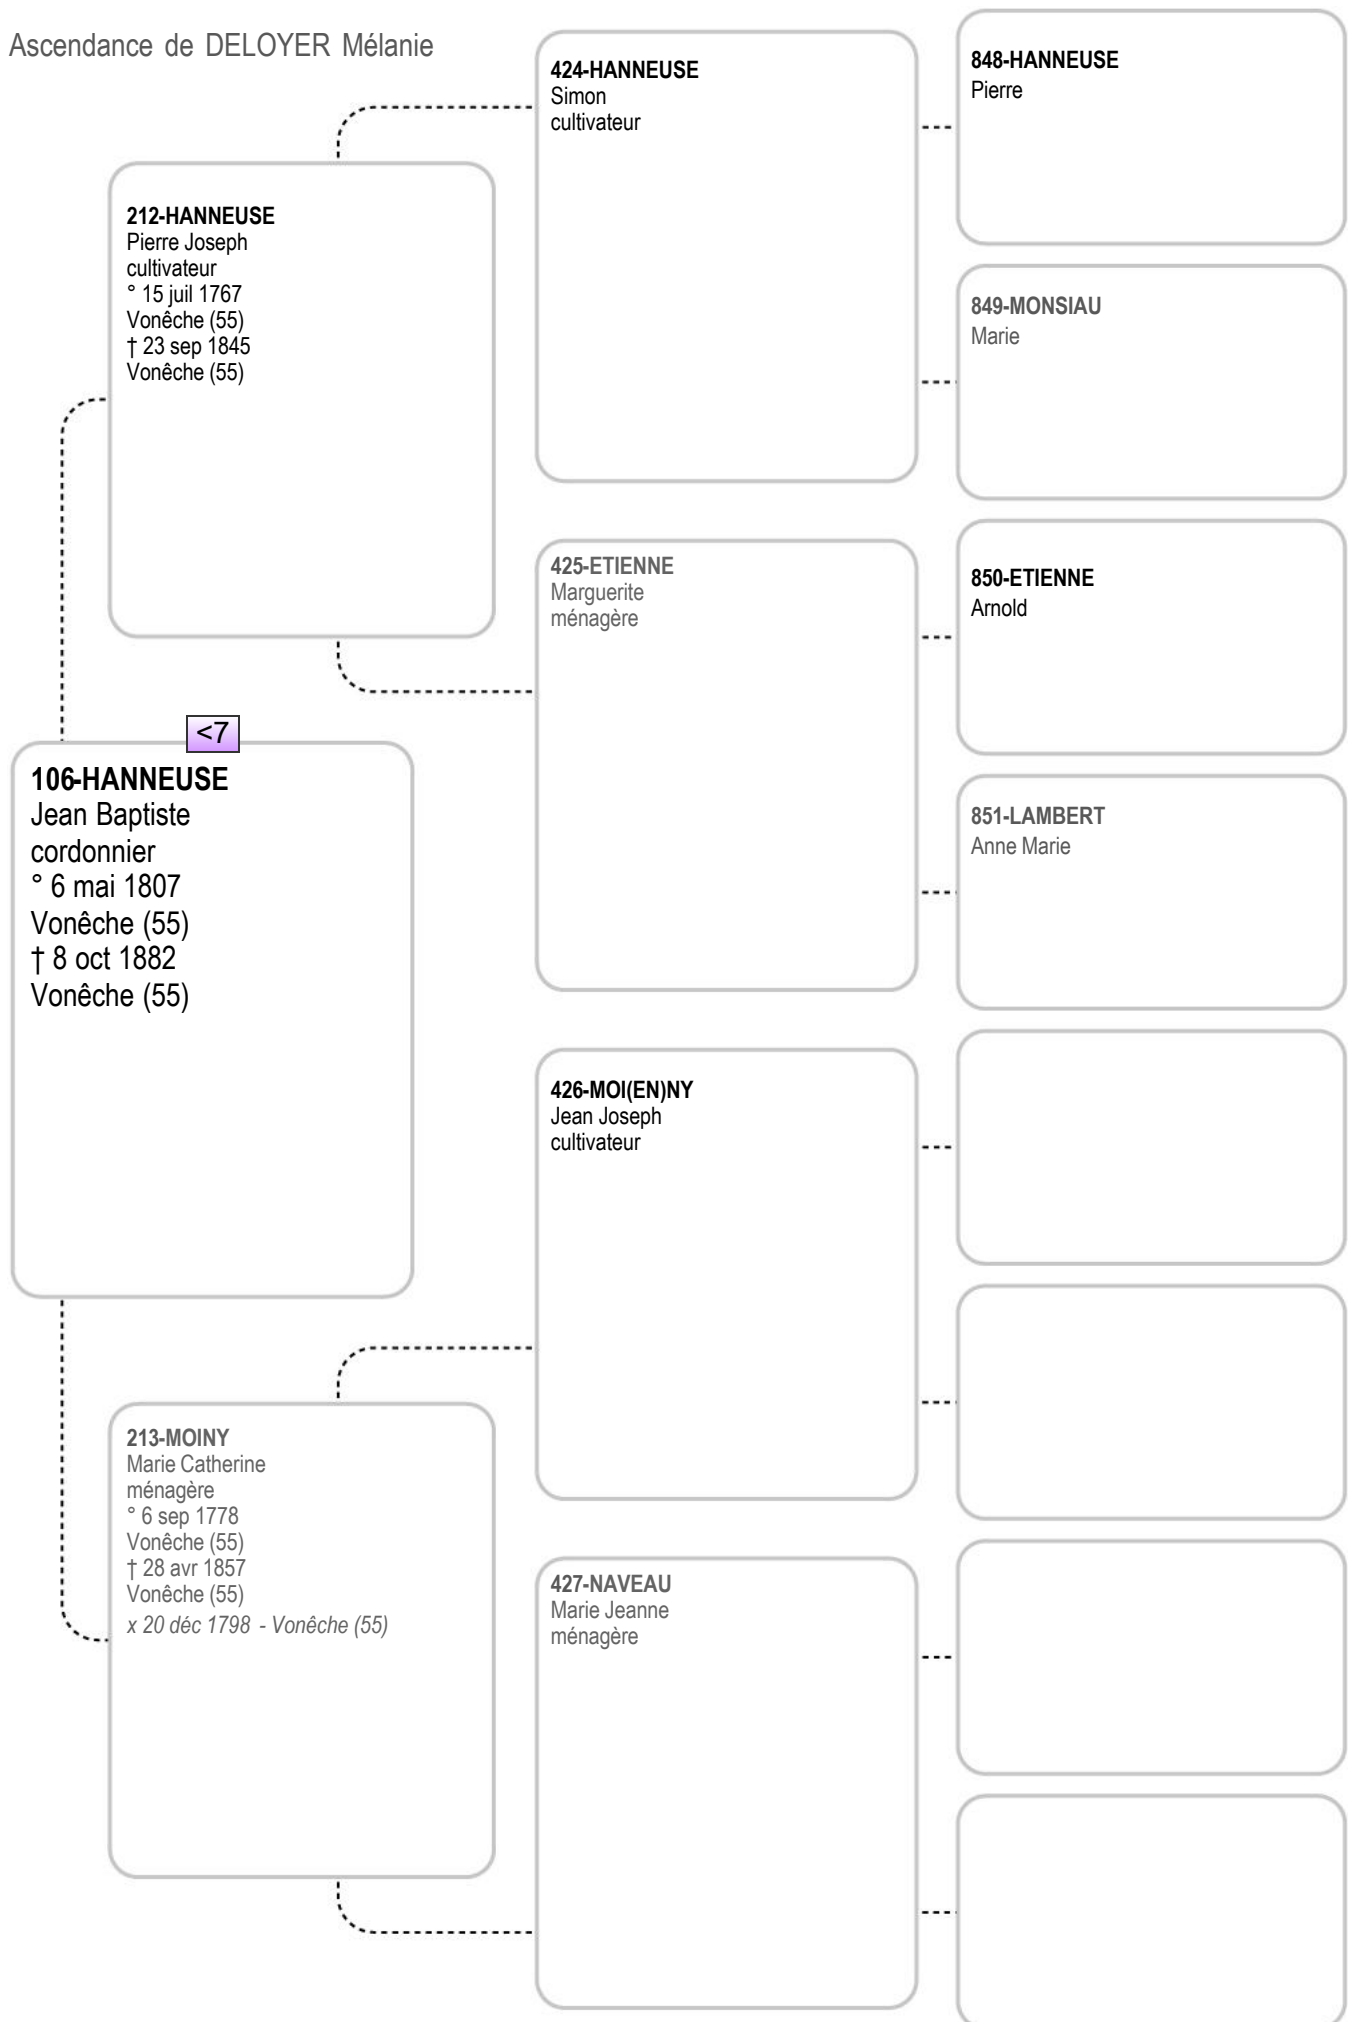 Ascendance de DELOYER Mélanie
<7
106-HANNEUSE
Jean Baptiste
cordonnier
° 6 mai 1807
Vonêche (55)
† 8 oct 1882
Vonêche (55)
212-HANNEUSE
Pierre Joseph
cultivateur
° 15 juil 1767
Vonêche (55)
† 23 sep 1845
Vonêche (55)
213-MOINY
Marie Catherine
ménagère
° 6 sep 1778
Vonêche (55)
† 28 avr 1857
Vonêche (55)
x 20 déc 1798 - Vonêche (55)
424-HANNEUSE
Simon
cultivateur
425-ETIENNE
Marguerite
ménagère
426-MOI(EN)NY
Jean Joseph
cultivateur
427-NAVEAU
Marie Jeanne
ménagère
848-HANNEUSE
Pierre
849-MONSIAU
Marie
850-ETIENNE
Arnold
851-LAMBERT
Anne Marie